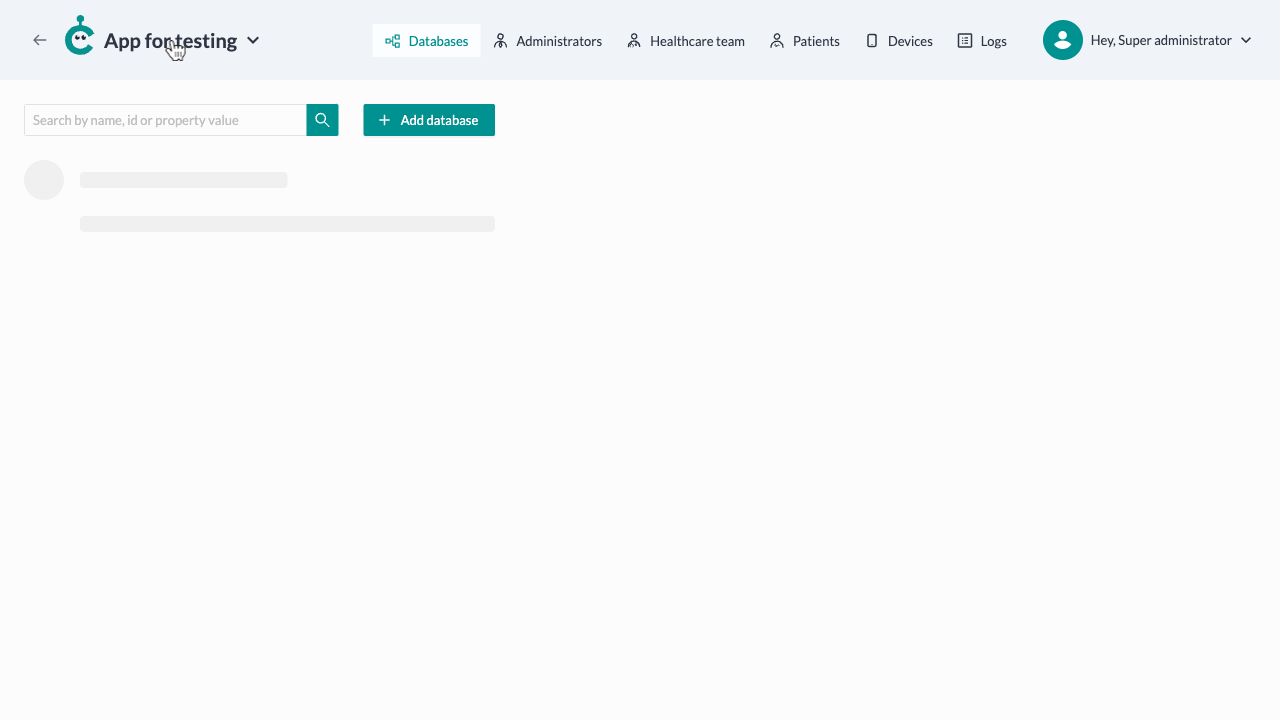 App for testing
Databases
Administrators
Healthcare team
Patients
Devices
Logs
Hey, Super administrator
Search by name, id or property value
Add database